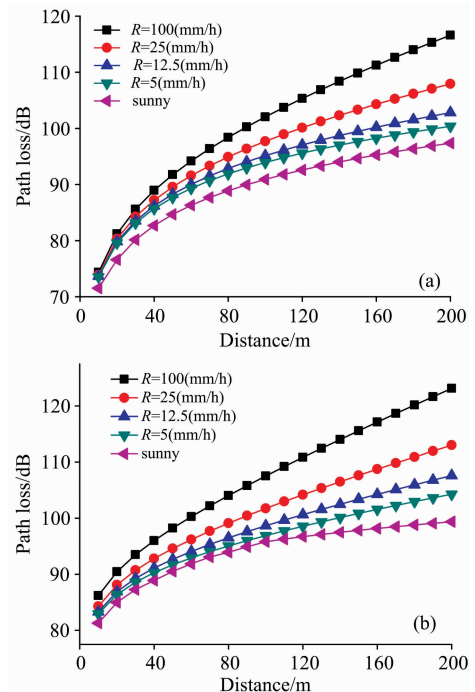 120
110
100
90
80
70
Path loss/dB
R=100(mm/h)
R=25(mm/h)
R=12.5(mm/h)
R=5(mm/h)
sunny
(a)
0 40 80 120 160 200
Distance/m
120
110
100
90
80
Path loss/dB
R=100(mm/h)
R=25(mm/h)
R=12.5(mm/h)
R=5(mm/h)
sunny
(b)
0 40 80 120 160 200
Distance/m